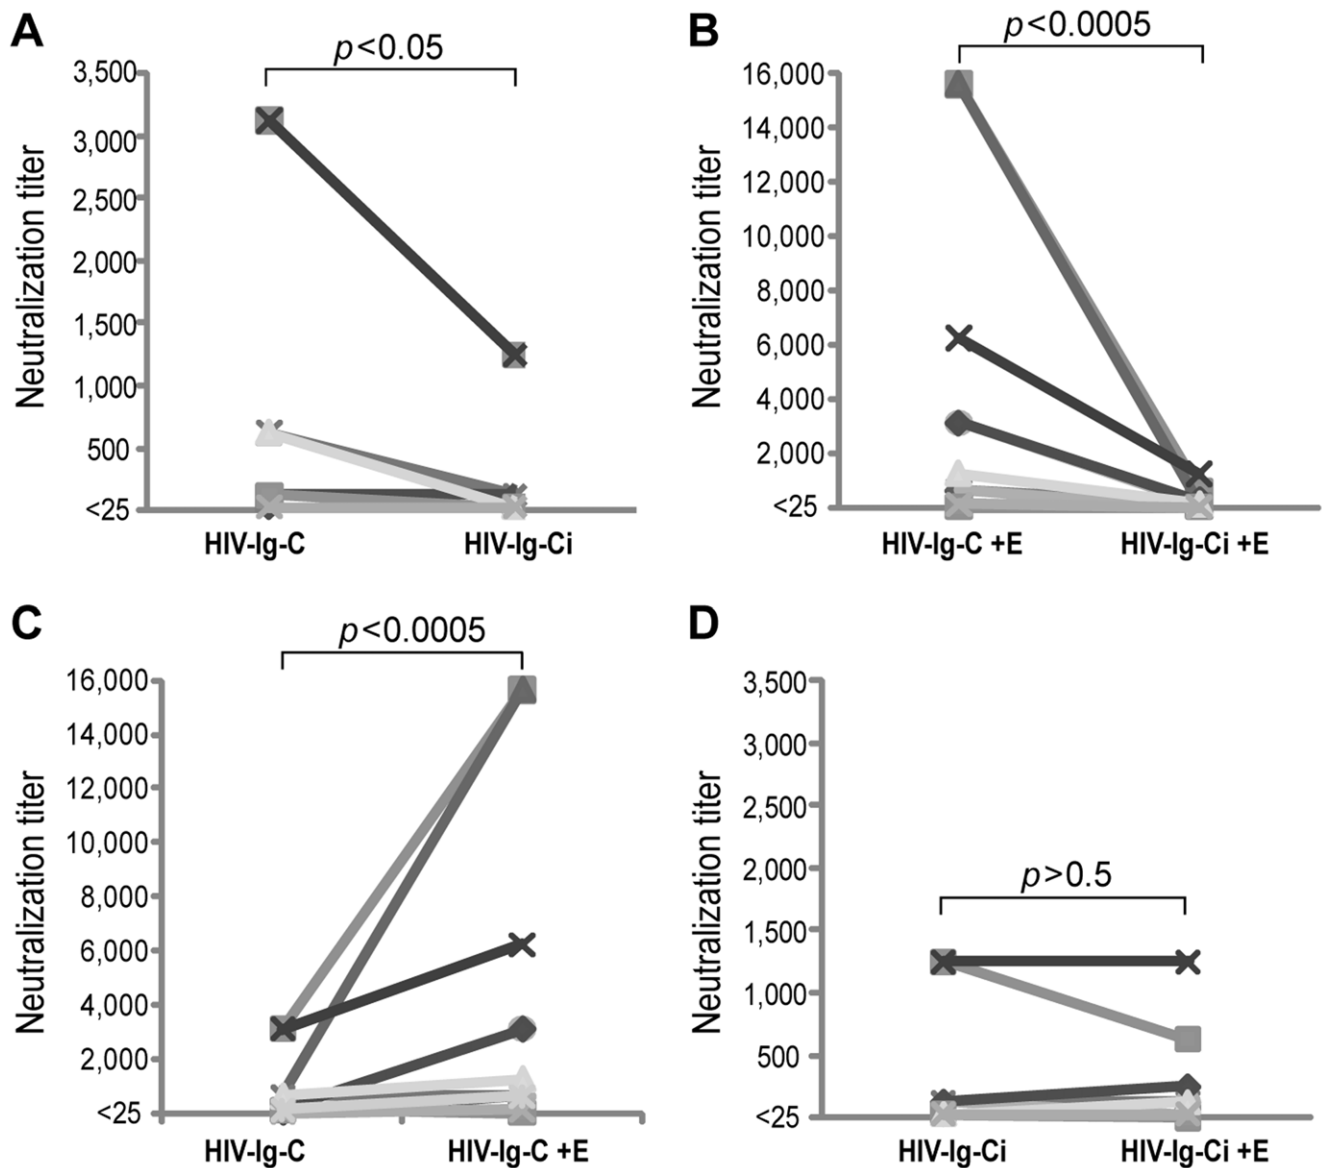 A
p<0.05
Neutralization titer
3,500
3,000
2,500
2,000
1,500
1,000
500
<25
HIV-Ig-C HIV-Ig-Ci
B
p<0.0005
Neutralization titer
16,000
14,000
12,000
10,000
8,000
6,000
4,000
2,000
<25
HIV-Ig-C +E HIV-Ig-Ci +E
C
p<0.0005
Neutralization titer
16,000
14,000
12,000
10,000
8,000
6,000
4,000
2,000
<25
HIV-Ig-C HIV-Ig-C +E
D
p>0.5
Neutralization titer
3,500
3,000
2,500
2,000
1,500
1,000
500
<25
HIV-Ig-Ci HIV-Ig-Ci +E